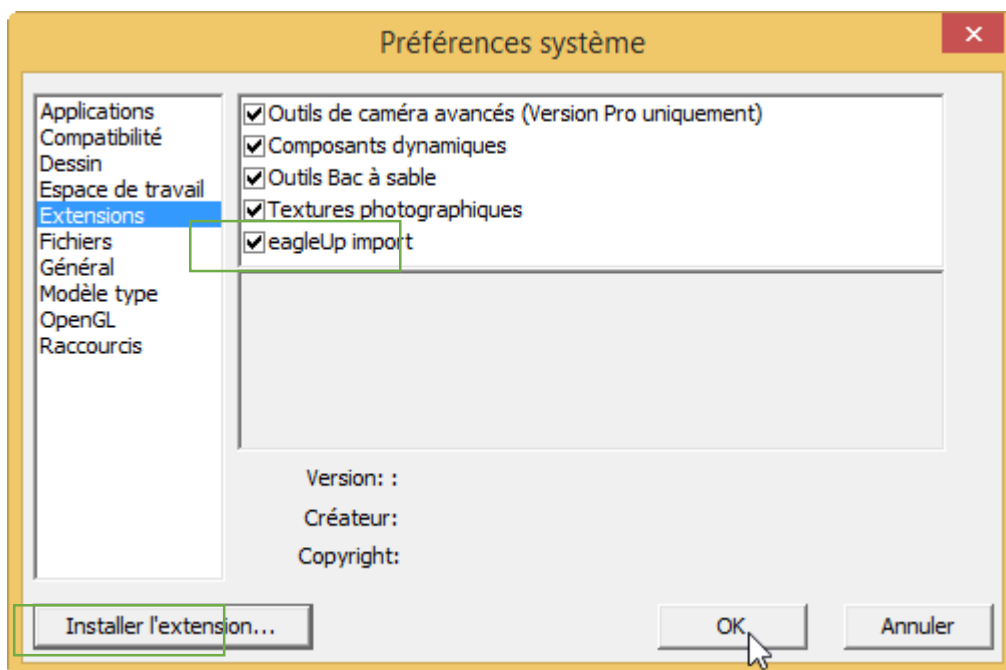 Préférences système
Applications
Compatibilité
Dessin
Espace de travail
Extensions
Fichiers
Général
Modèle type
OpenGL
Raccourcis
Outils de caméra avancés (Version Pro uniquement)
Composants dynamiques
Outils Bac à sable
Textures photographiques
eagleUp import
Version: :
Créateur:
Copyright:
Installer l'extension...
OK
Annuler